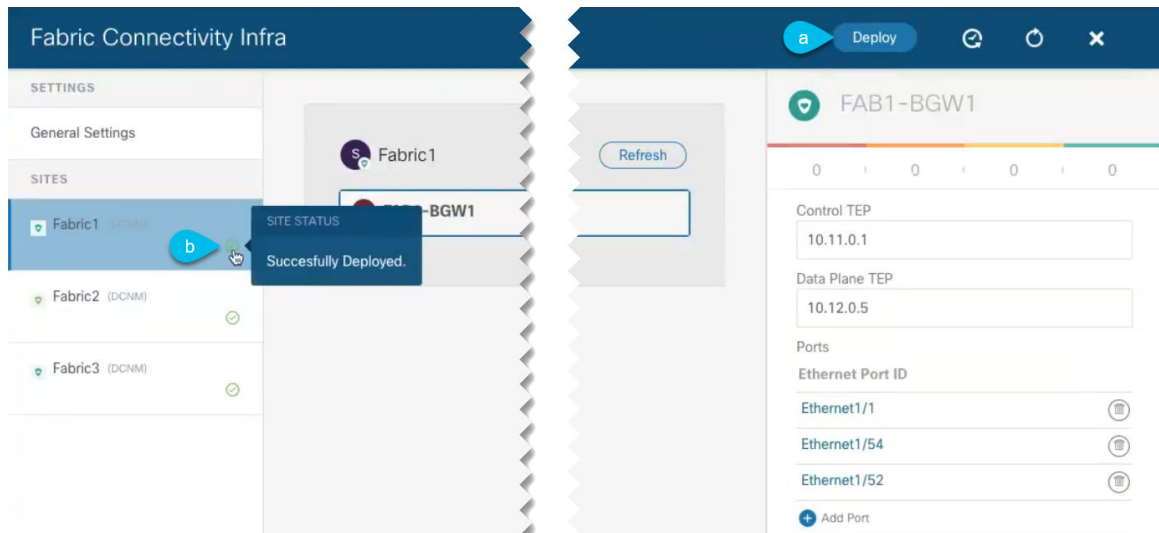 Fabric Connectivity Infra
a
Deploy
SETTINGS
General Settings
SITES
Fabric1 (DCNM)
b
Fabric2 (DCNM)
Fabric3 (DCNM)
S
Fabric1
Refresh
-BGW1
SITE STATUS
Succesfully Deployed.
FAB1-BGW1
0 0 0 0
Control TEP
10.11.0.1
Data Plane TEP
10.12.0.5
Ports
Ethernet Port ID
Ethernet1/1
Ethernet1/54
Ethernet1/52
Add Port